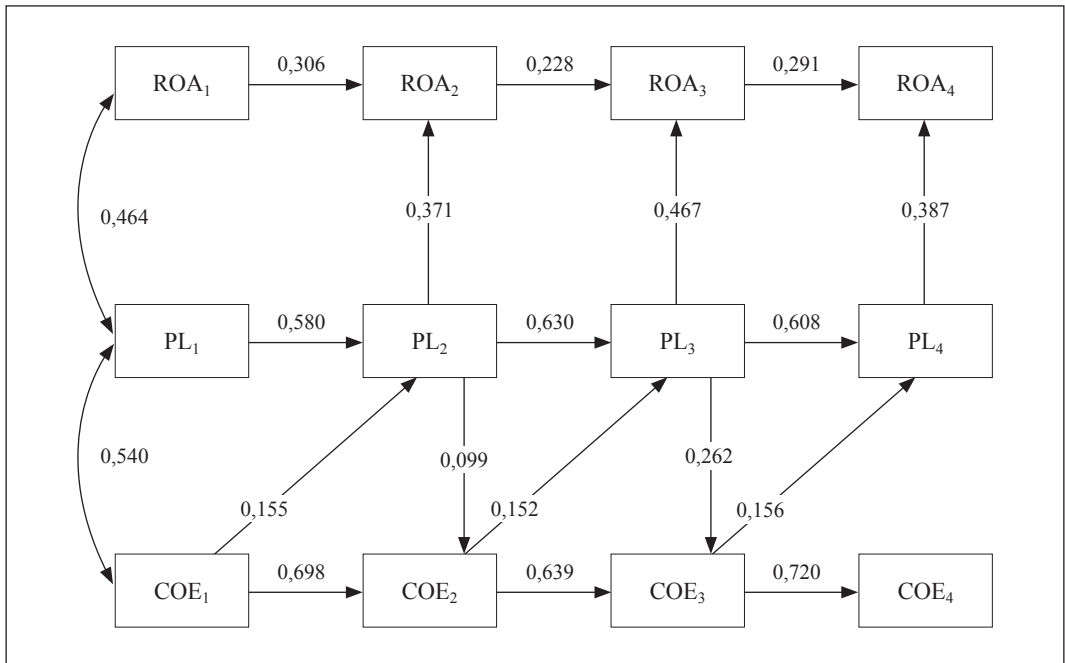 0,306 0,228 0,291
ROA₁ ROA₂ ROA₃ ROA₄
0,464 0,371 0,467 0,387
0,580 0,630 0,608
PL₁ PL₂ PL₃ PL₄
0,540 0,099 0,262
0,155 0,152 0,156
0,698 0,639 0,720
COE₁ COE₂ COE₃ COE₄